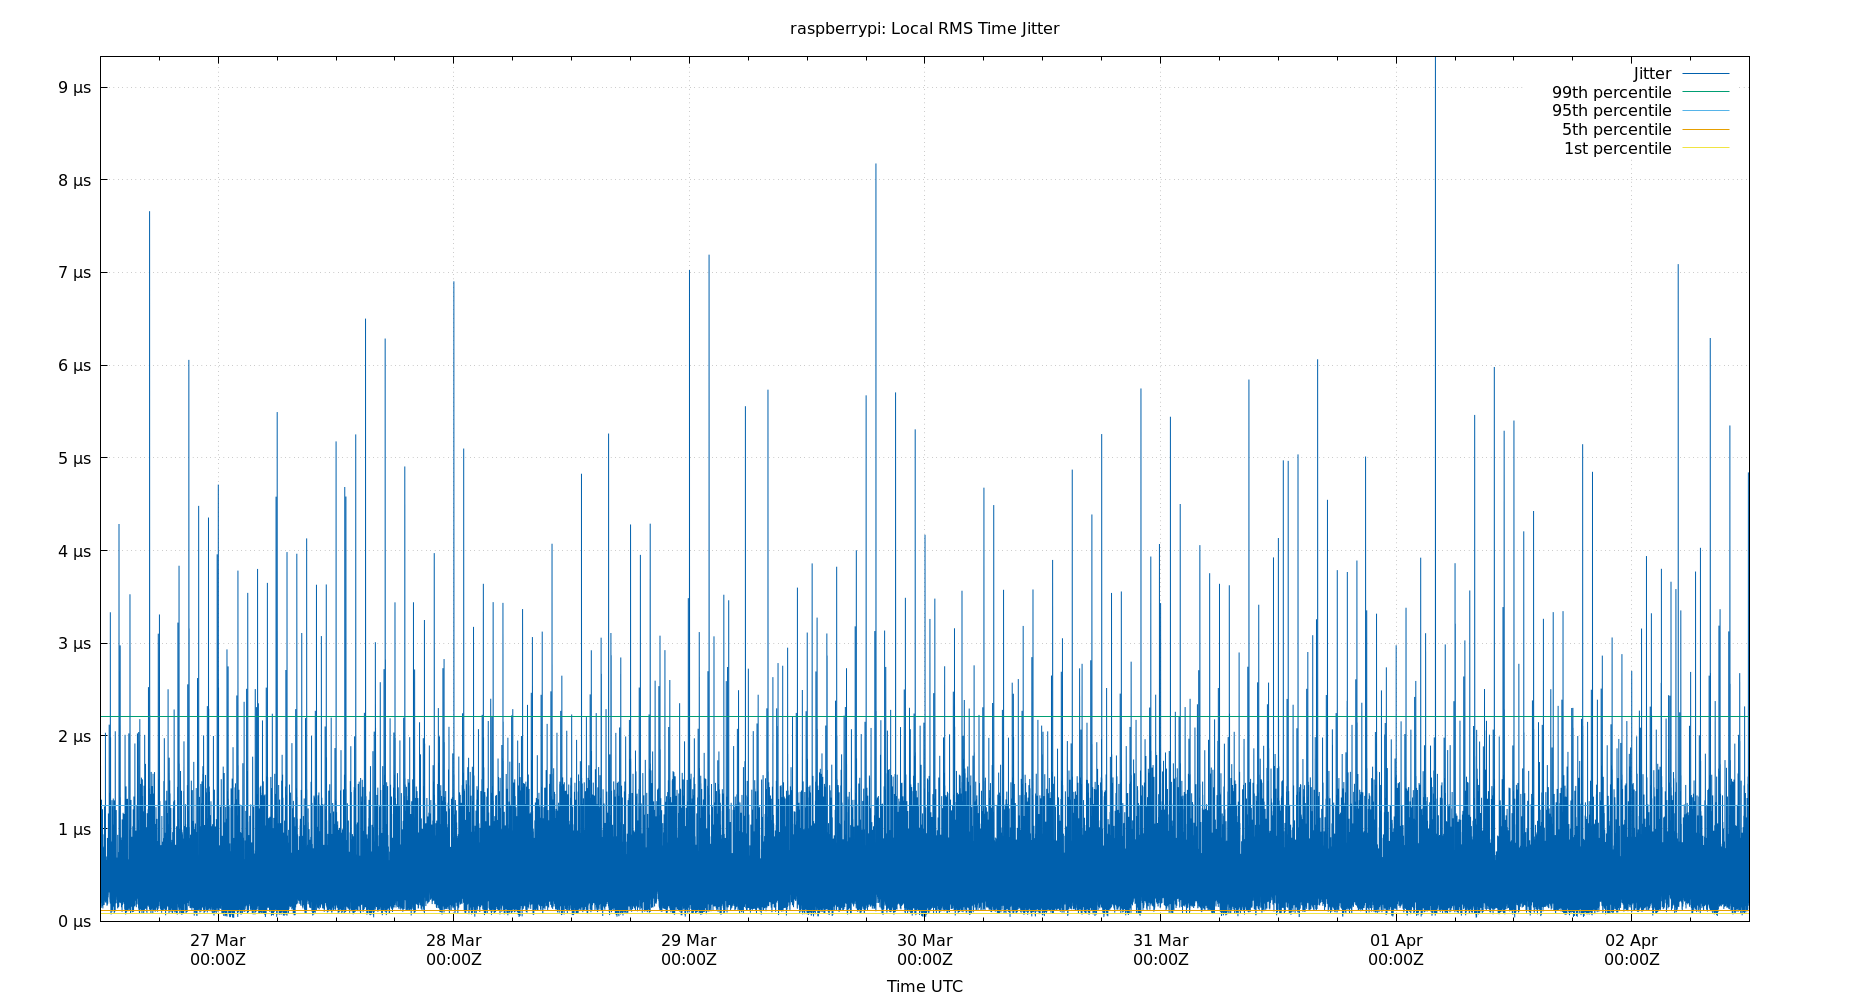 raspberrypi: Local RMS Time Jitter
Jitter
99th percentile
95th percentile
5th percentile
1st percentile
9 µs
8 µs
7 µs
6 µs
5 µs
4 µs
3 µs
2 µs
1 µs
0 µs
27 Mar 28 Mar 29 Mar 30 Mar 31 Mar 01 Apr 02 Apr
00:00Z 00:00Z 00:00Z 00:00Z 00:00Z 00:00Z 00:00Z
Time UTC